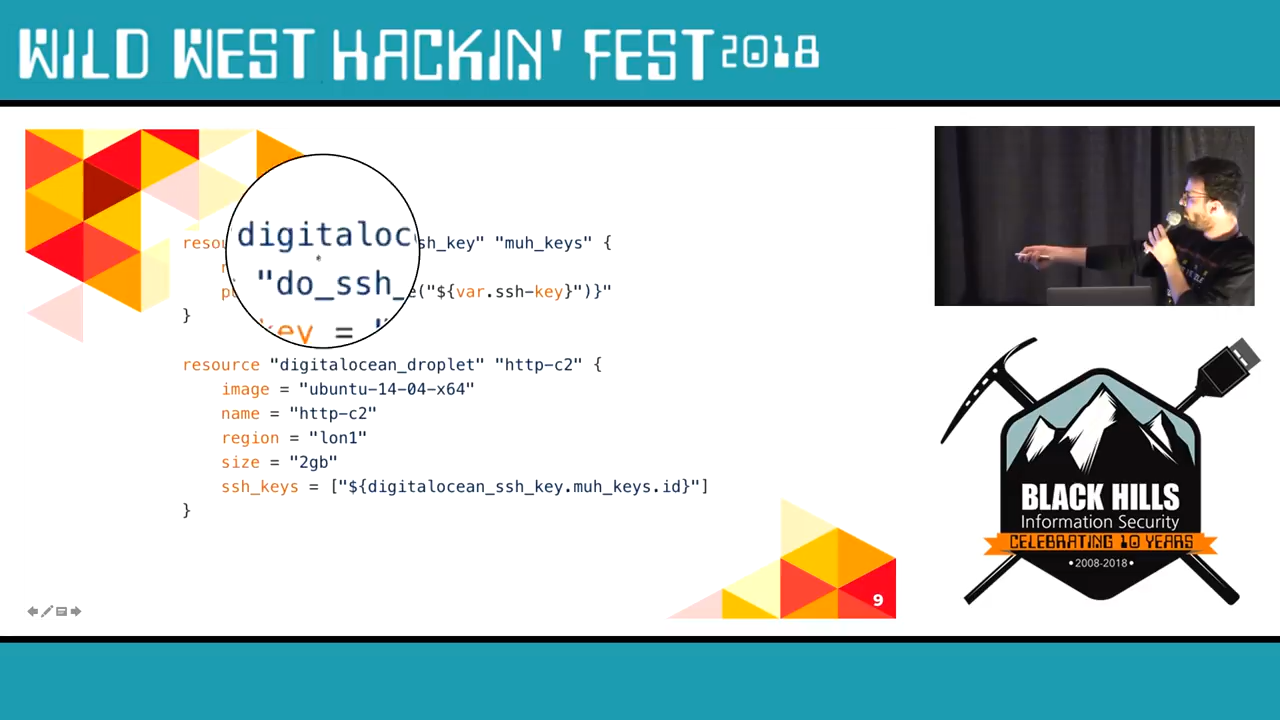 WILD WEST HACKIN' FEST 2018
resou sh_key" "muh_keys" {
digitaloc
"do_ssh_
key = "
e("${var.ssh-key}")}"
}
resource "digitalocean_droplet" "http-c2" {
image = "ubuntu-14-04-x64"
name = "http-c2"
region = "lon1"
size = "2gb"
ssh_keys = ["${digitalocean_ssh_key.muh_keys.id}"]
}
9
BLACK HILLS
Information Security
CELEBRATING 10 YEARS
•2008-2018•